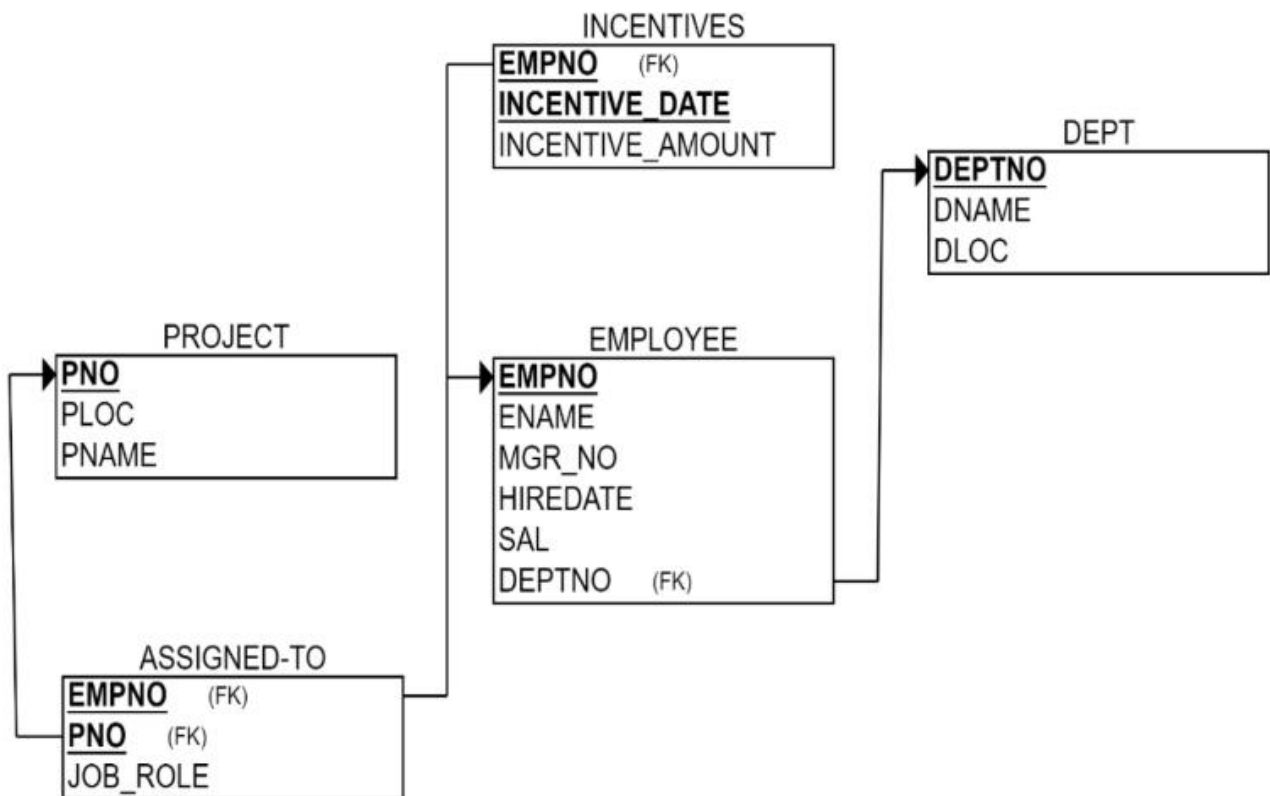 INCENTIVES
EMPNO (FK)
INCENTIVE_DATE
INCENTIVE_AMOUNT
DEPT
DEPTNO
DNAME
DLOC
PROJECT
PNO
PLOC
PNAME
EMPLOYEE
EMPNO
ENAME
MGR_NO
HIREDATE
SAL
DEPTNO (FK)
ASSIGNED-TO
EMPNO (FK)
PNO (FK)
JOB_ROLE